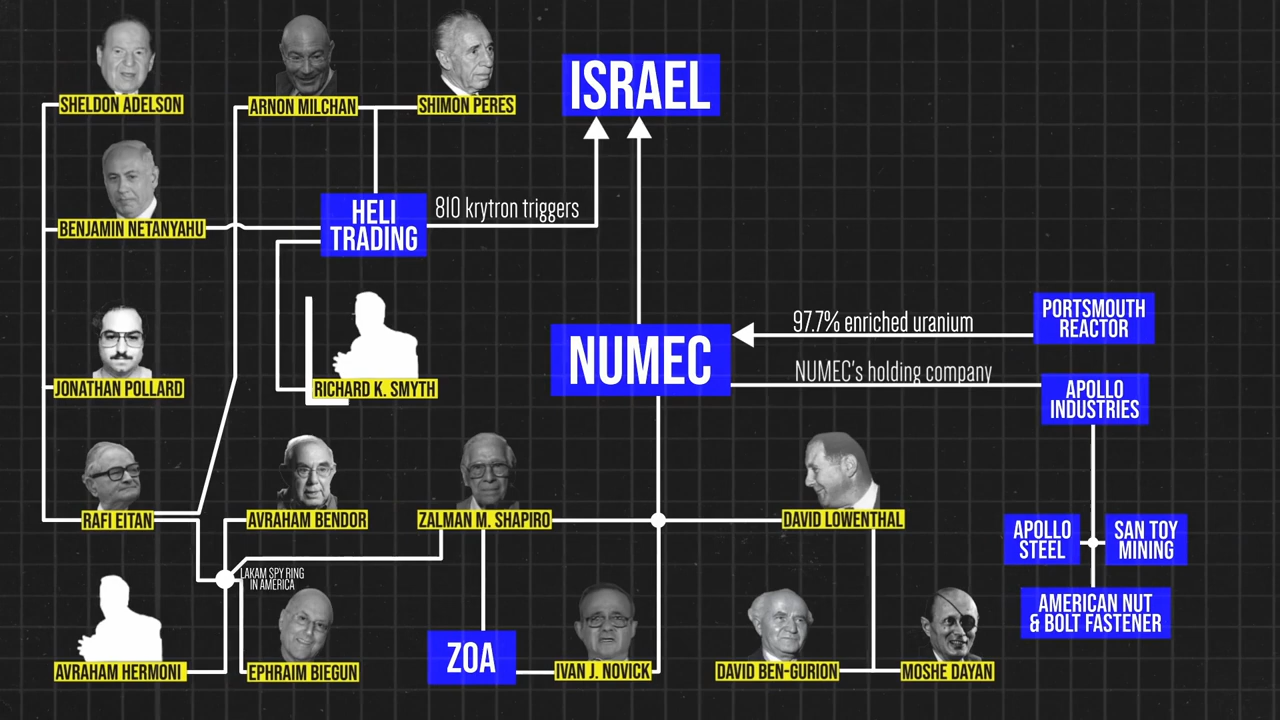 SHELDON ADELSON
ARNON MILCHAN
SHIMON PERES
ISRAEL
BENJAMIN NETANYAHU
HELI
TRADING
810 krytron triggers
JONATHAN POLLARD
RICHARD K. SMYTH
NUMEC
97.7% enriched uranium
PORTSMOUTH
REACTOR
NUMEC's holding company
APOLLO
INDUSTRIES
RAFI EITAN
AVRAHAM BENDOR
ZALMAN M. SHAPIRO
DAVID LOWENTHAL
APOLLO
STEEL
SAN TOY
MINING
LAKAM SPY RING
IN AMERICA
AMERICAN NUT
& BOLT FASTENER
AVRAHAM HERMONI
EPHRAIM BIEGUN
ZOA
IVAN J. NOVICK
DAVID BEN-GURION
MOSHE DAYAN